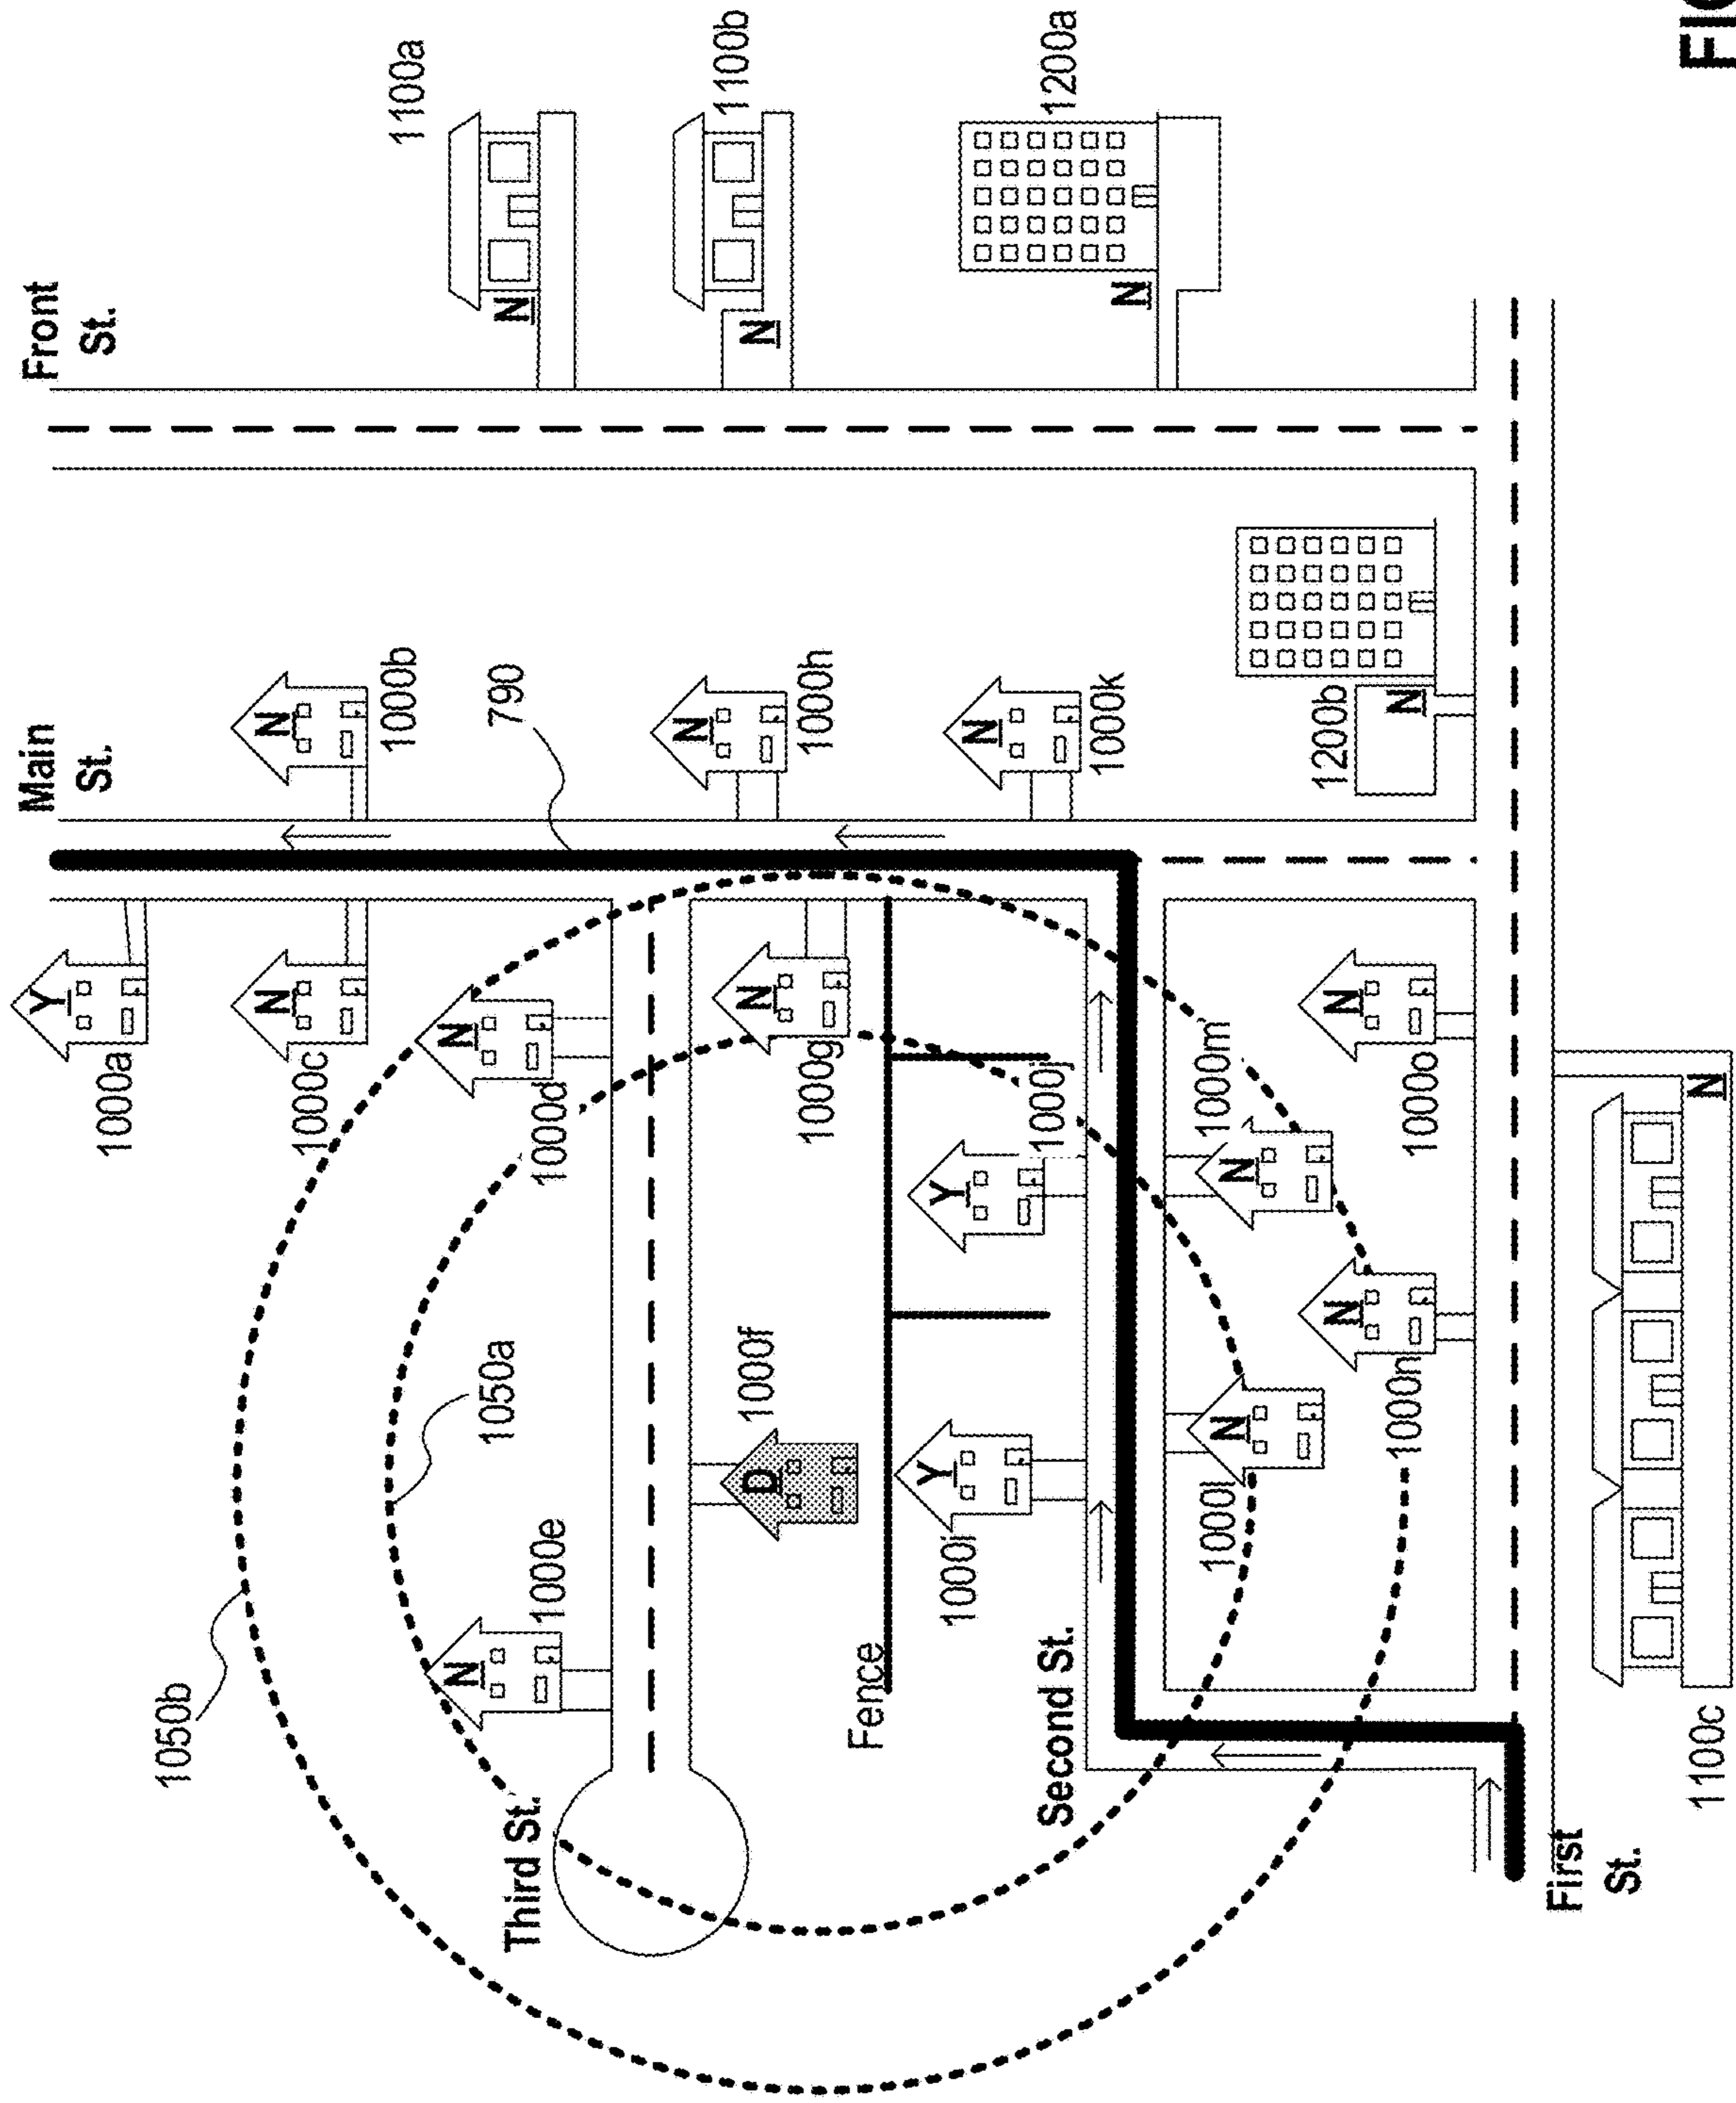 Main
St.
Front
St.
Y
1000a
N
1000b
N
1000c
1100a
N
N
1000d
1050b
1050a
N
1000e
Third St.
790
D
1000f
N
1000g
N
1000h
1100b
N
Fence
Y
1000i
Y
1000j
N
1000k
1200a
N
Second St.
N
1000l
N
1000m
N
1000n
N
1000o
1200b
N
First
St.
1100c
N
FIG